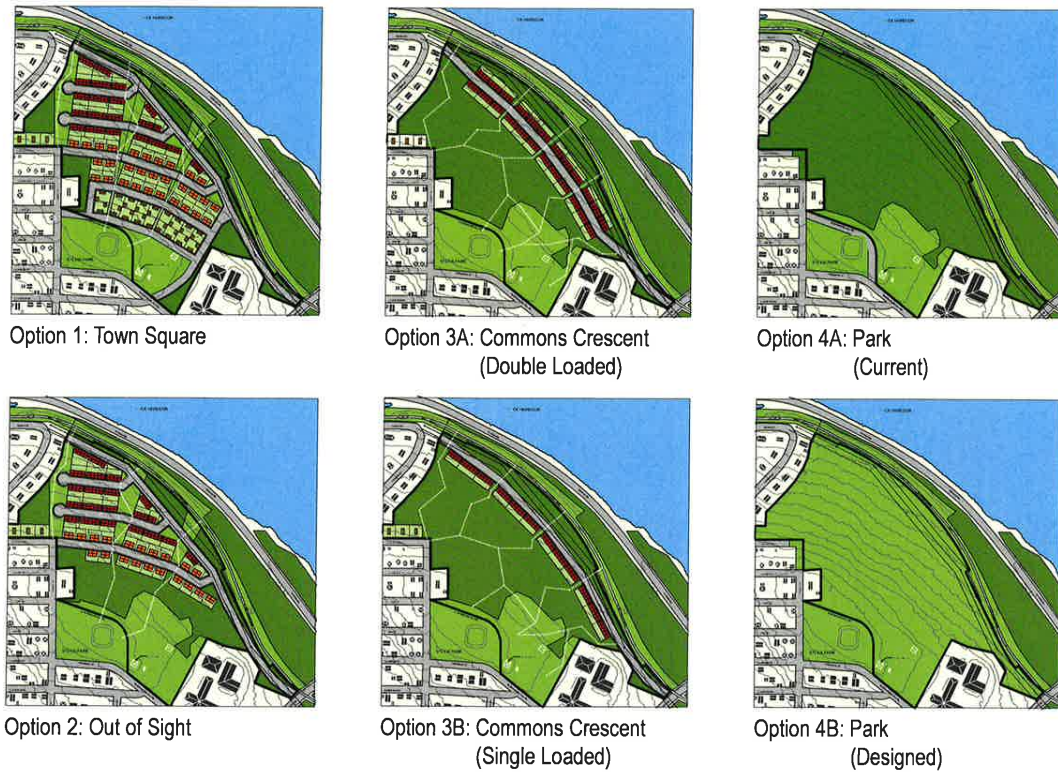 Option 1: Town Square
Option 3A: Commons Crescent
(Double Loaded)
Option 4A: Park
(Current)
Option 2: Out of Sight
Option 3B: Commons Crescent
(Single Loaded)
Option 4B: Park
(Designed)